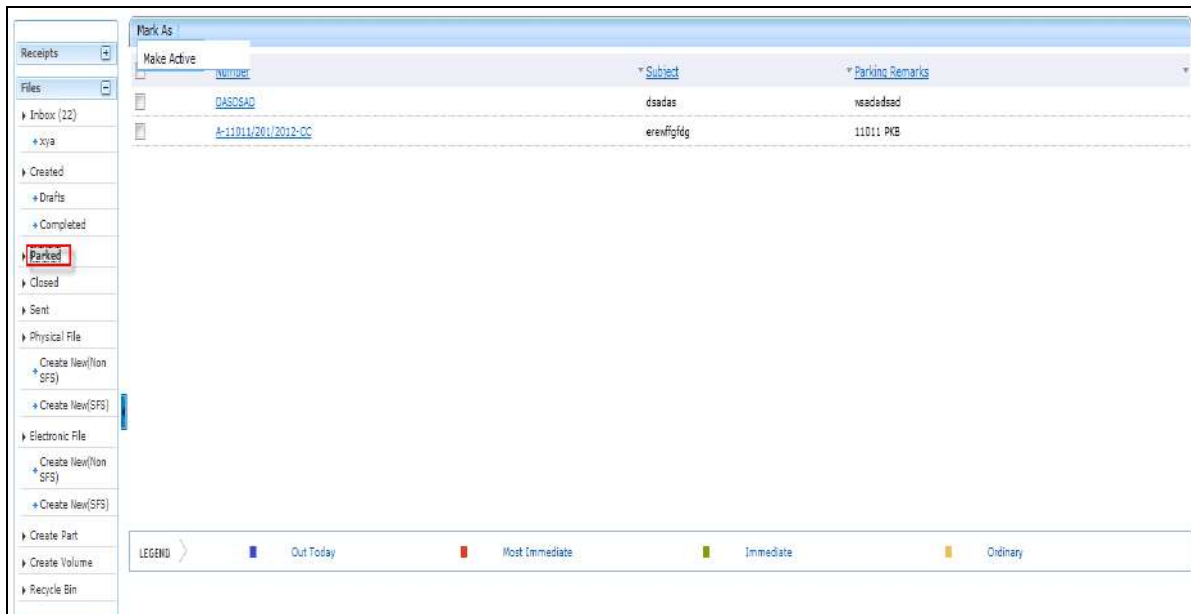 Mark As
Make Active
Receipts
Files
Inbox (22)
xya
Created
Drafts
Completed
Parked
Closed
Sent
Physical File
Create New(Non
SFS)
Create New(SFS)
Electronic File
Create New(Non
SFS)
Create New(SFS)
Create Part
Create Volume
Recycle Bin
Number
Subject
Parking Remarks
DASDSAD
dsadas
wsadadsad
A-11011/201/2012-CC
erewffgfdg
11011 PKB
LEGEND
Out Today
Most Immediate
Immediate
Ordinary